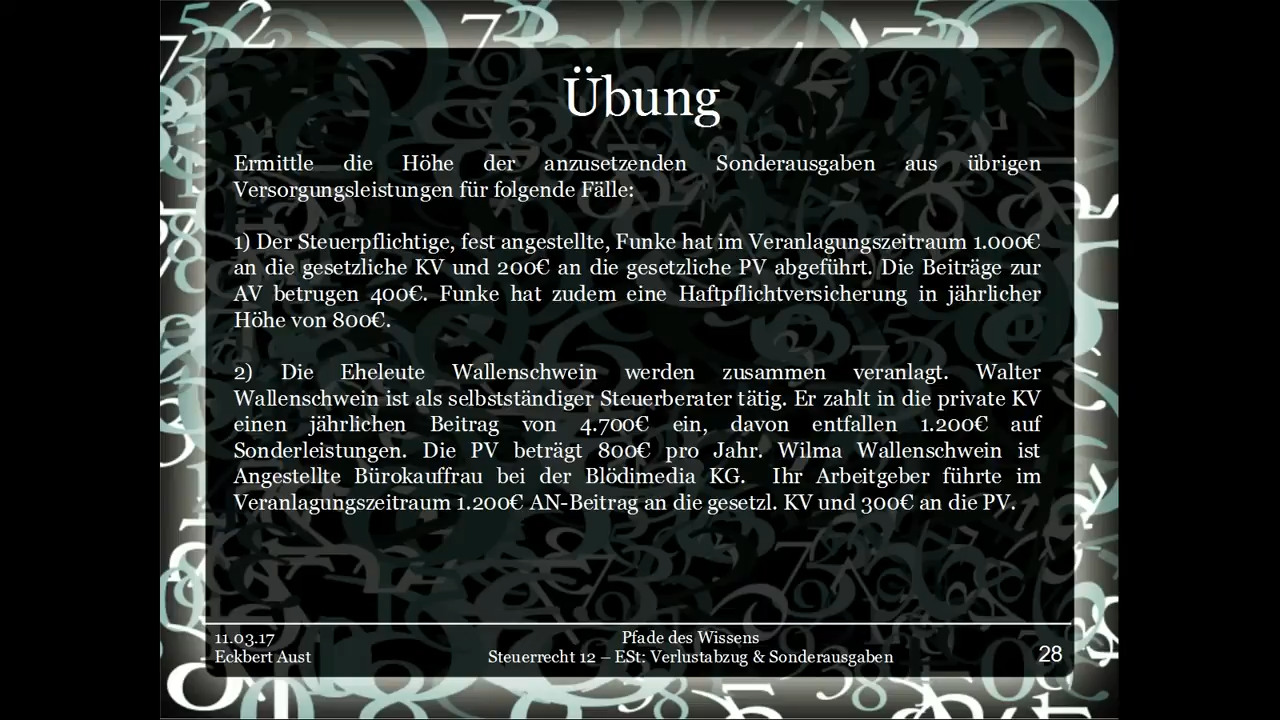 Übung
Ermittle die Höhe der anzusetzenden Sonderausgaben aus übrigen
Versorgungsleistungen für folgende Fälle:
1) Der Steuerpflichtige, fest angestellte, Funke hat im Veranlagungszeitraum 1.000€
an die gesetzliche KV und 200€ an die gesetzliche PV abgeführt. Die Beiträge zur
AV betrugen 400€. Funke hat zudem eine Haftpflichtversicherung in jährlicher
Höhe von 800€.
2) Die Eheleute Wallenschwein werden zusammen veranlagt. Walter
Wallenschwein ist als selbstständiger Steuerberater tätig. Er zahlt in die private KV
einen jährlichen Beitrag von 4.700€ ein, davon entfallen 1.200€ auf
Sonderleistungen. Die PV beträgt 800€ pro Jahr. Wilma Wallenschwein ist
Angestellte Bürokauffrau bei der Blödimedia KG. Ihr Arbeitgeber führte im
Veranlagungszeitraum 1.200€ AN-Beitrag an die gesetzl. KV und 300€ an die PV.
11.03.17
Eckbert Aust
Pfade des Wissens
Steuerrecht 12 – ESt: Verlustabzug & Sonderausgaben
28